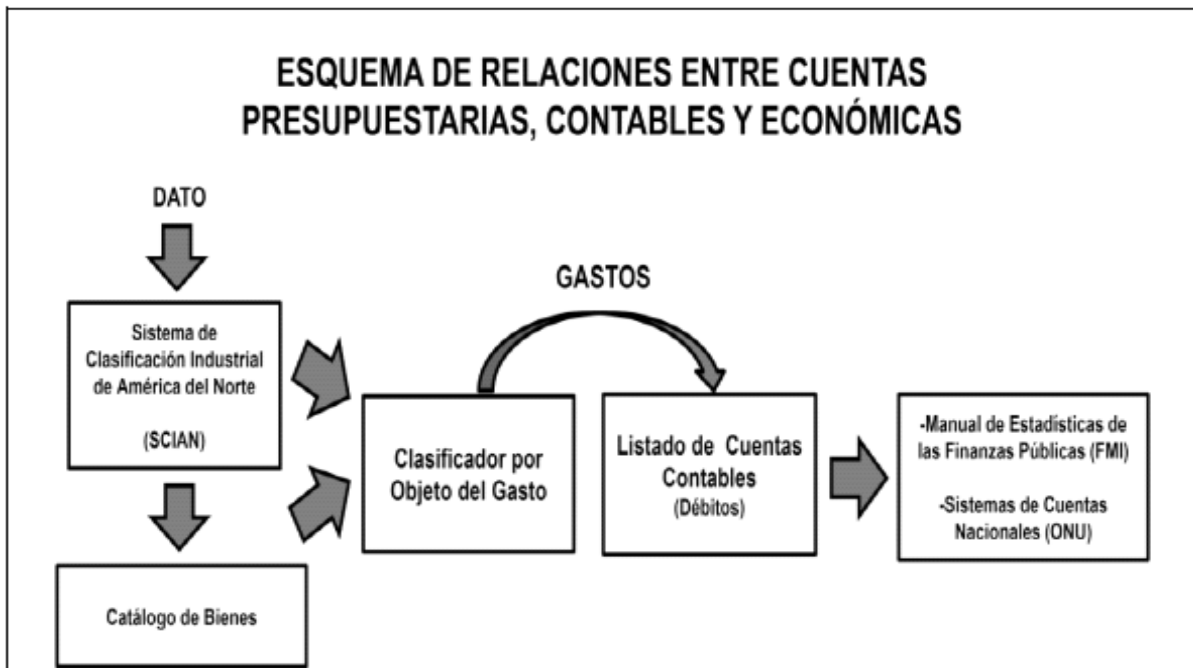 ESQUEMA DE RELACIONES ENTRE CUENTAS
PRESUPUESTARIAS, CONTABLES Y ECONÓMICAS
DATO
GASTOS
Sistema de
Clasificación Industrial
de América del Norte
(SCIAN)
Clasificador por
Objeto del Gasto
Listado de Cuentas
Contables
(Débitos)
-Manual de Estadísticas de
las Finanzas Públicas (FMI)
-Sistemas de Cuentas
Nacionales (ONU)
Catálogo de Bienes